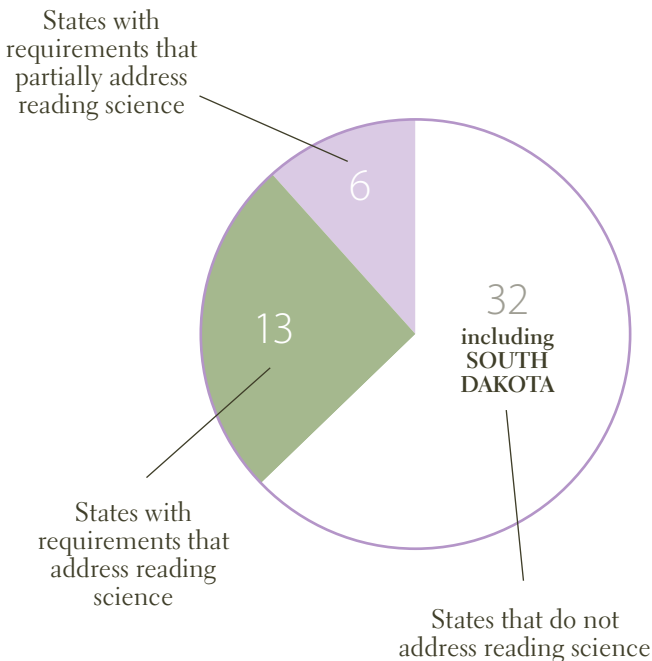 States with
requirements that
partially address
reading science
6
32
including
SOUTH
DAKOTA
13
States with
requirements that
address reading
science
States that do not
address reading science